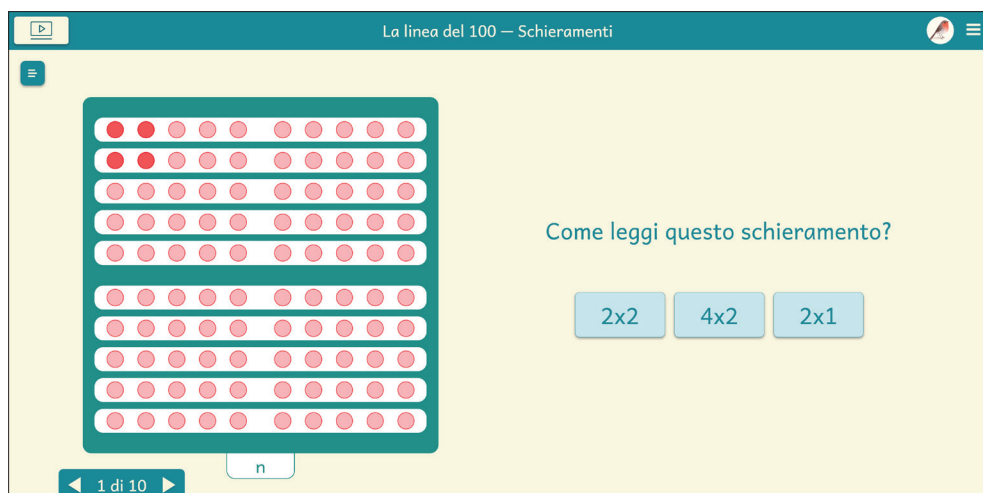 La linea del 100 — Schieramenti
Come leggi questo schieramento?
2x2 4x2 2x1
n
1 di 10